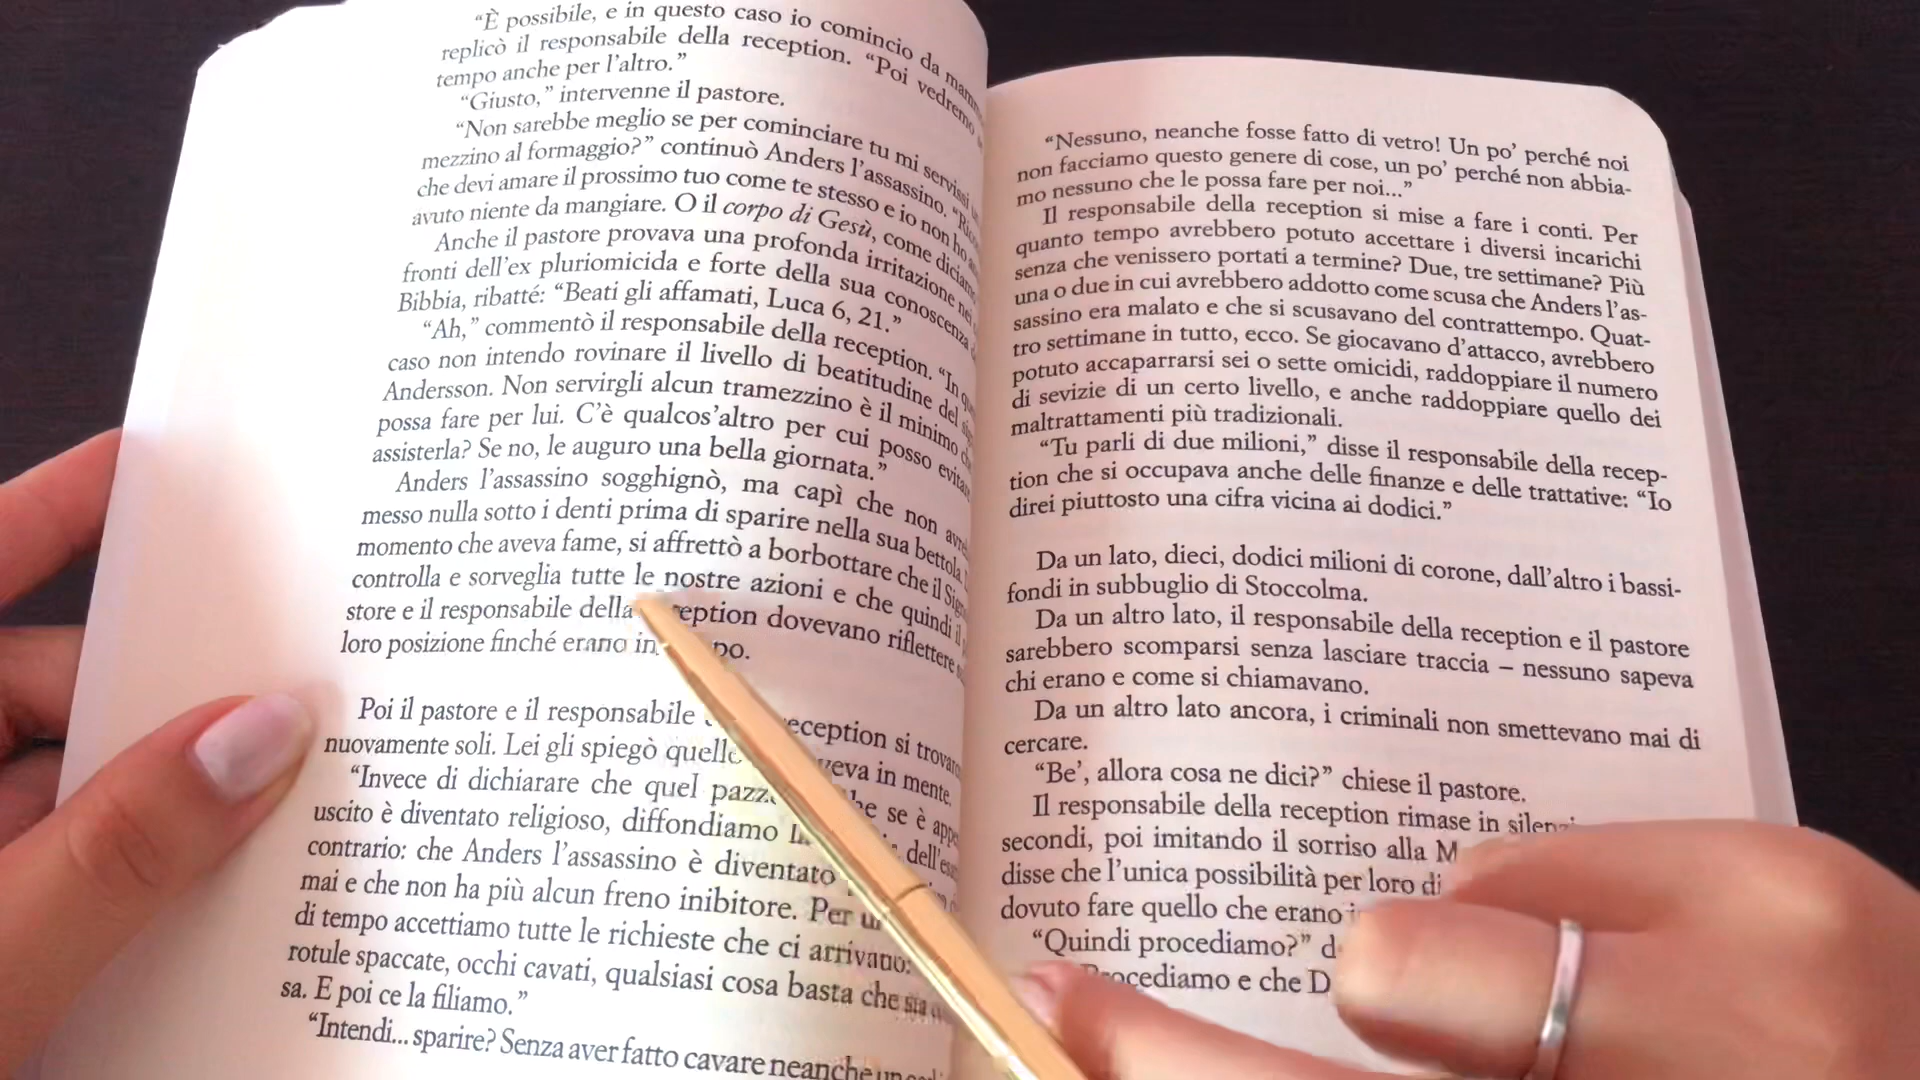 “È possibile, e in questo caso io comincio da
replicò il responsabile della reception. “Poi vedremo
tempo anche per l’altro.”
“Giusto,” intervenne il pastore.
“Non sarebbe meglio se per cominciare tu mi servissi
mezzino al formaggio?” continuò Anders l’assassino.
che devi amare il prossimo tuo come te stesso e io non ho
avuto niente da mangiare. O il corpo di Gesù, come diciamo
Anche il pastore provava una profonda irritazione nei
fronti dell’ex pluriomicida e forte della sua conoscenza
Bibbia, ribatté: “Beati gli affamati, Luca 6, 21.”
“Ah,” commentò il responsabile della reception. “In
caso non intendo rovinare il livello di beatitudine del
Andersson. Non servirgli alcun tramezzino è il minimo
possa fare per lui. C’è qualcos’altro per cui posso evitare
assisterla? Se no, le auguro una bella giornata.”
Anders l’assassino sogghignò, ma capì che non
messo nulla sotto i denti prima di sparire nella sua bettola
momento che aveva fame, si affrettò a borbottare che il
controlla e sorveglia tutte le nostre azioni e che quindi il
store e il responsabile della reception dovevano riflettere
loro posizione finché erano in
Poi il pastore e il responsabile reception si
nuovamente soli. Lei gli spiegò aveva in mente.
“Invece di dichiarare che quel che se è
uscito è diventato religioso, diffondiamo
contrario: che Anders l’assassino è diventato
mai e che non ha più alcun freno inibitore. Per
di tempo accettiamo tutte le richieste che ci arrivano:
rotule spaccate, occhi cavati, qualsiasi cosa basta che sia
sa. E poi ce la filiamo.”
“Intendi... sparire? Senza aver fatto cavare neanche
“Nessuno, neanche fosse fatto di vetro! Un po’ perché noi
non facciamo questo genere di cose, un po’ perché non abbia-
mo nessuno che le possa fare per noi...”
Il responsabile della reception si mise a fare i conti. Per
quanto tempo avrebbero potuto accettare i diversi incarichi
senza che venissero portati a termine? Due, tre settimane? Più
una o due in cui avrebbero addotto come scusa che Anders l’as-
sassino era malato e che si scusavano del contrattempo. Quat-
tro settimane in tutto, ecco. Se giocavano d’attacco, avrebbero
potuto accaparrarsi sei o sette omicidi, raddoppiare il numero
di sevizie di un certo livello, e anche raddoppiare quello dei
maltrattamenti più tradizionali.
“Tu parli di due milioni,” disse il responsabile della recep-
tion che si occupava anche delle finanze e delle trattative: “Io
direi piuttosto una cifra vicina ai dodici.”
Da un lato, dieci, dodici milioni di corone, dall’altro i bassi-
fondi in subbuglio di Stoccolma.
Da un altro lato, il responsabile della reception e il pastore
sarebbero scomparsi senza lasciare traccia – nessuno sapeva
chi erano e come si chiamavano.
Da un altro lato ancora, i criminali non smettevano mai di
cercare.
“Be’, allora cosa ne dici?” chiese il pastore.
Il responsabile della reception rimase in
secondi, poi imitando il sorriso alla
disse che l’unica possibilità per loro di
dovuto fare quello che erano
“Quindi procediamo?”
Procediamo e che